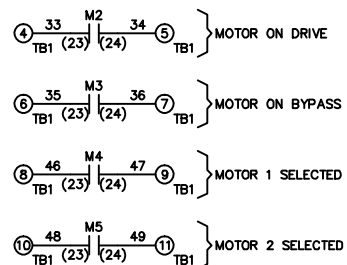 M2
4 33 34 5 MOTOR ON DRIVE
TB1 (23) (24) TB1
M3
6 35 36 7 MOTOR ON BYPASS
TB1 (23) (24) TB1
M4
8 46 47 9 MOTOR 1 SELECTED
TB1 (23) (24) TB1
M5
10 48 49 11 MOTOR 2 SELECTED
TB1 (23) (24) TB1